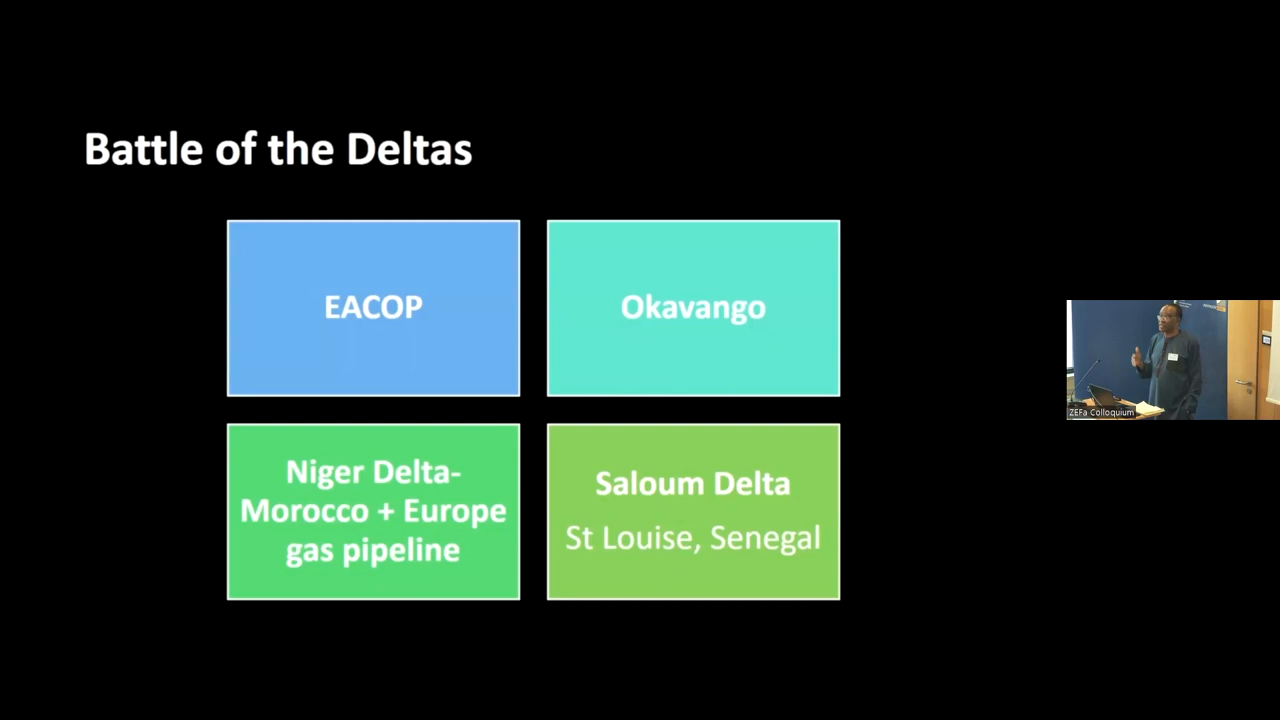 Battle of the Deltas
EACOP
Okavango
Niger Delta-
Morocco + Europe
gas pipeline
Saloum Delta
St Louise, Senegal
ZEFa Colloquium